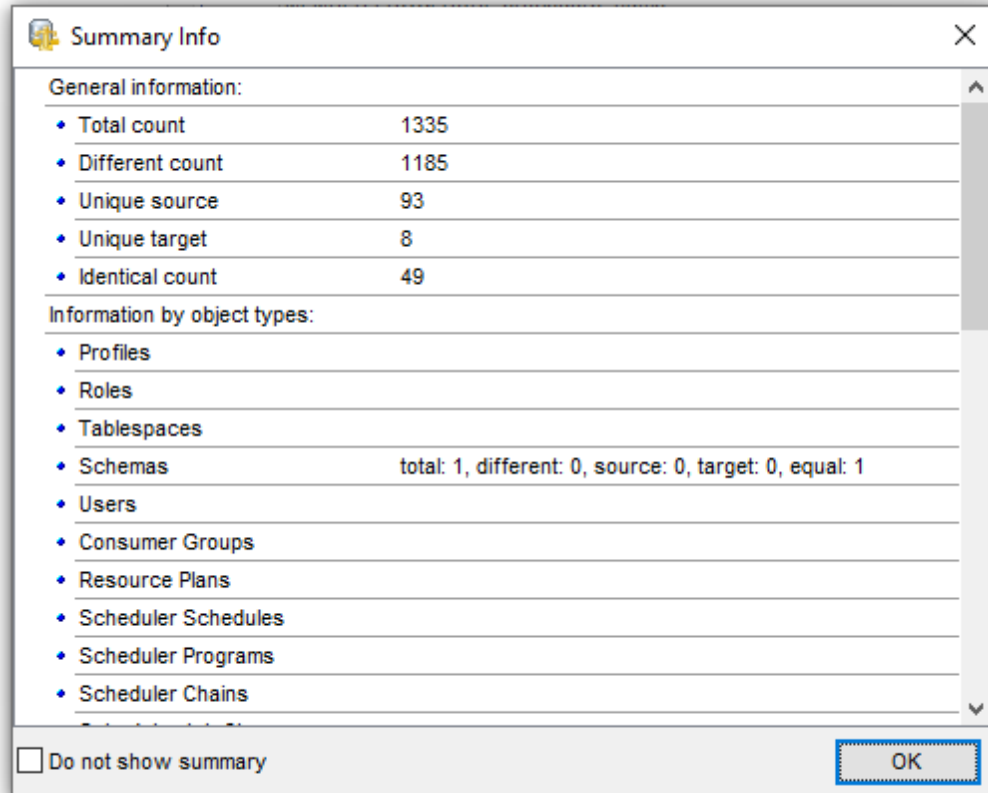 Summary Info
General information:
Total count 1335
Different count 1185
Unique source 93
Unique target 8
Identical count 49
Information by object types:
Profiles
Roles
Tablespaces
Schemas total: 1, different: 0, source: 0, target: 0, equal: 1
Users
Consumer Groups
Resource Plans
Scheduler Schedules
Scheduler Programs
Scheduler Chains
Do not show summary
OK